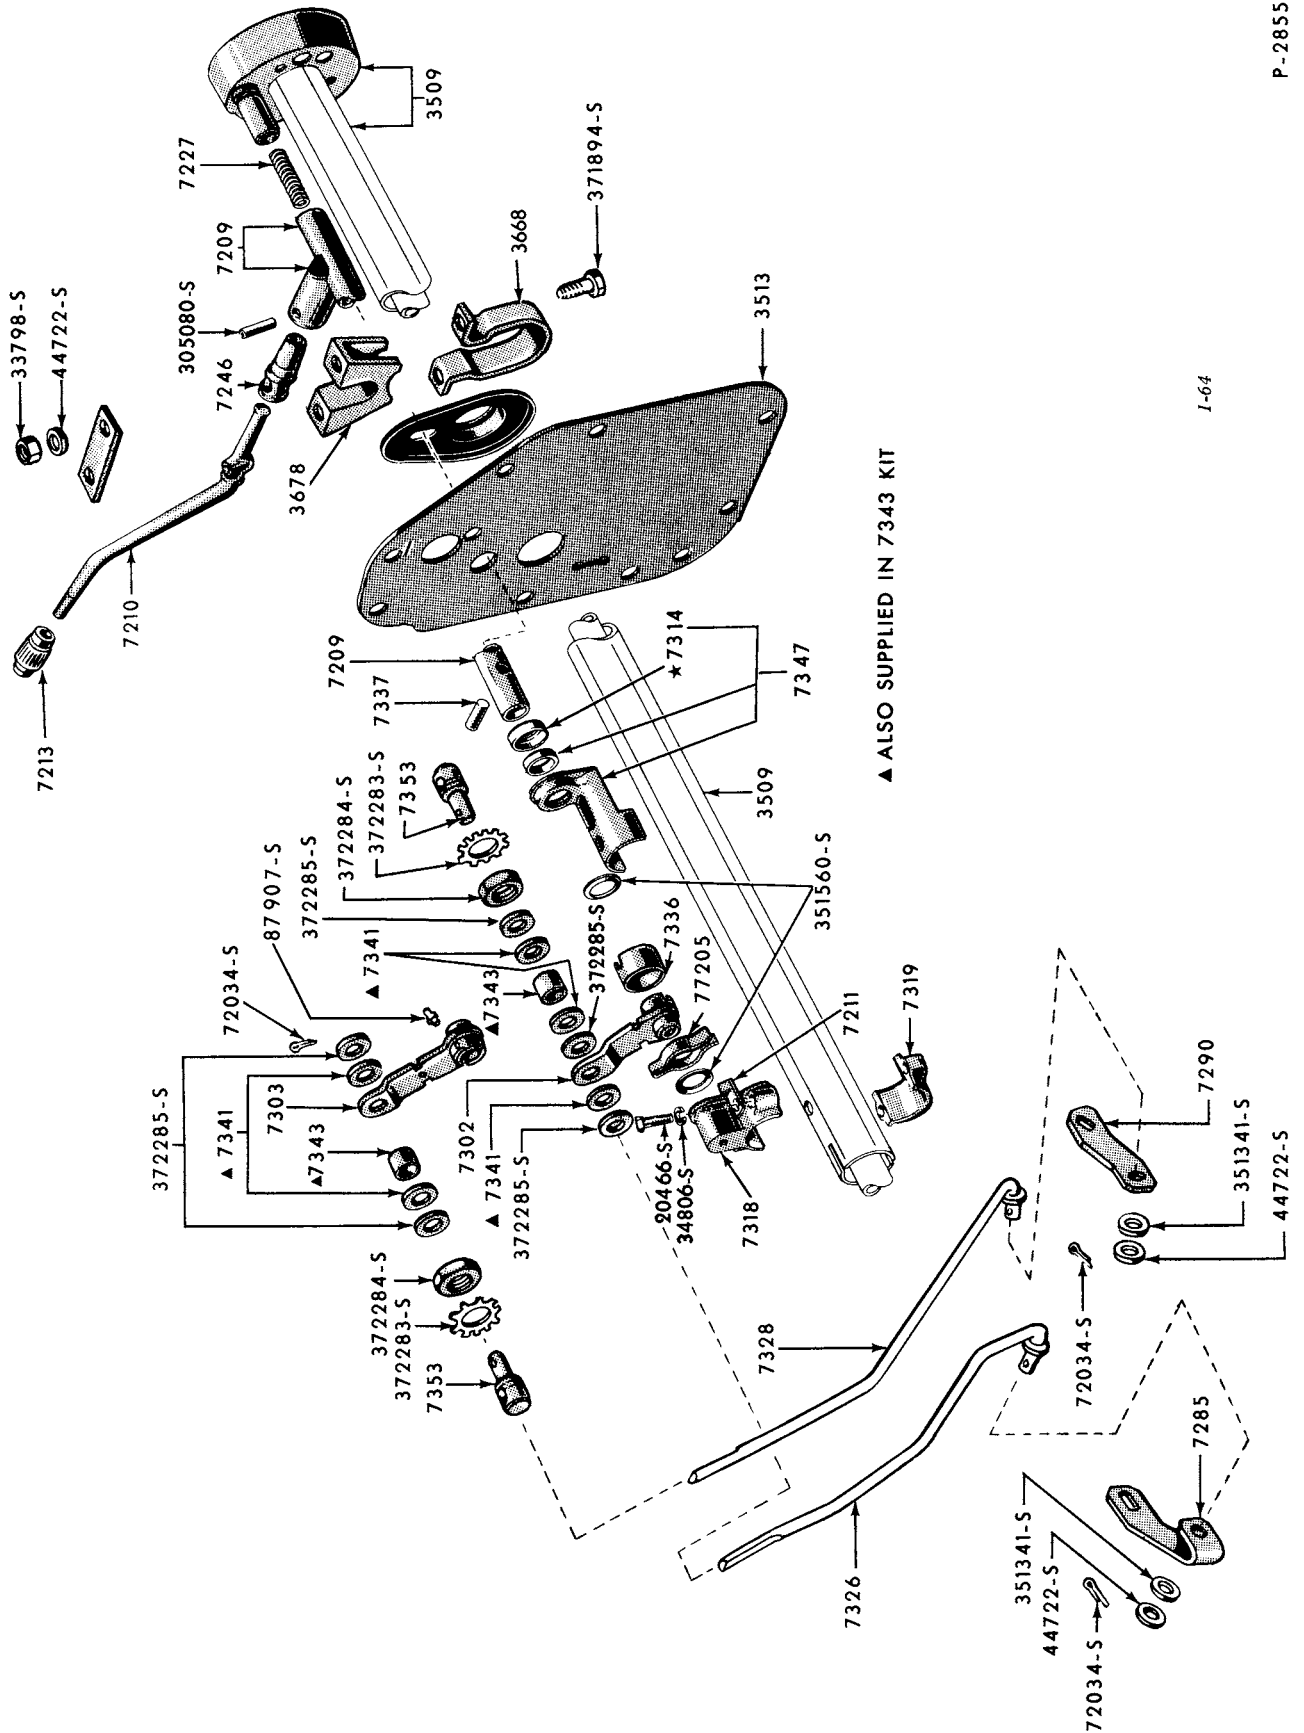 7213
7210
33798-S
44722-S
7246
305080-S
7209
7227
3509
3678
3668
371894-S
3513
7209
7337
7353
372283-S
372284-S
372285-S
87907-S
72034-S
▲ 7341
▲ 7343
372285-S
7336
77205
351560-S
7211
7319
★ 7314
7347
3509
▲ ALSO SUPPLIED IN 7343 KIT
372285-S
▲ 7341
7303
▲ 7343
7302
▲ 7341
372285-S
20466-S
34806-S
7318
372284-S
372283-S
7353
7328
7326
7290
351341-S
44722-S
72034-S
7285
351341-S
44722-S
72034-S
1-64
P-2855